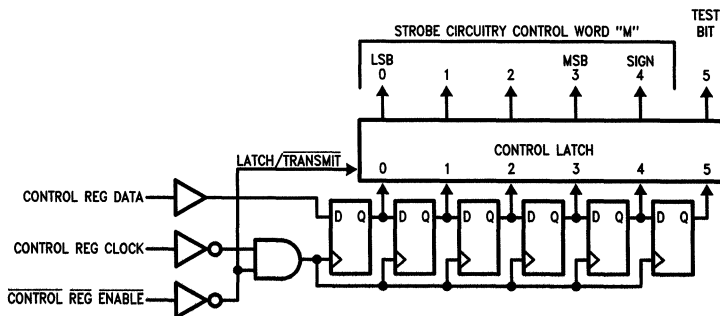 STROBE CIRCUITRY CONTROL WORD "M"
TEST
BIT
LSB MSB SIGN
0 1 2 3 4 5
CONTROL LATCH
LATCH/TRANSMIT
0 1 2 3 4 5
CONTROL REG DATA
D Q D Q D Q D Q D Q D Q
CONTROL REG CLOCK
CONTROL REG ENABLE